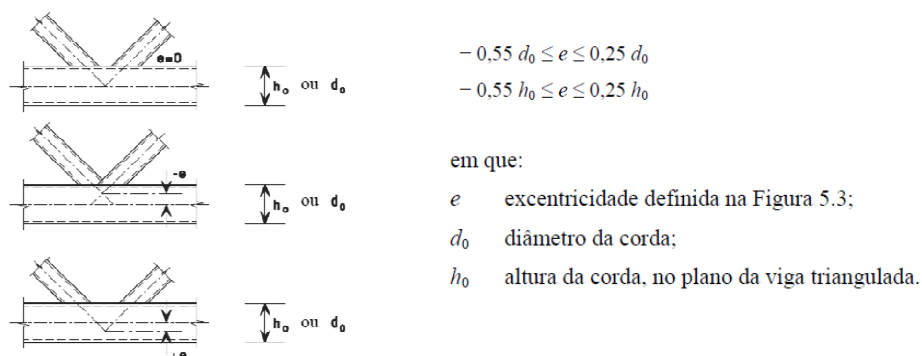 e=0
h₀ ou d₀
-e
h₀ ou d₀
h₀ ou d₀
+e
− 0,55 d₀ ≤ e ≤ 0,25 d₀
− 0,55 h₀ ≤ e ≤ 0,25 h₀
em que:
e excentricidade definida na Figura 5.3;
d₀ diâmetro da corda;
h₀ altura da corda, no plano da viga triangulada.